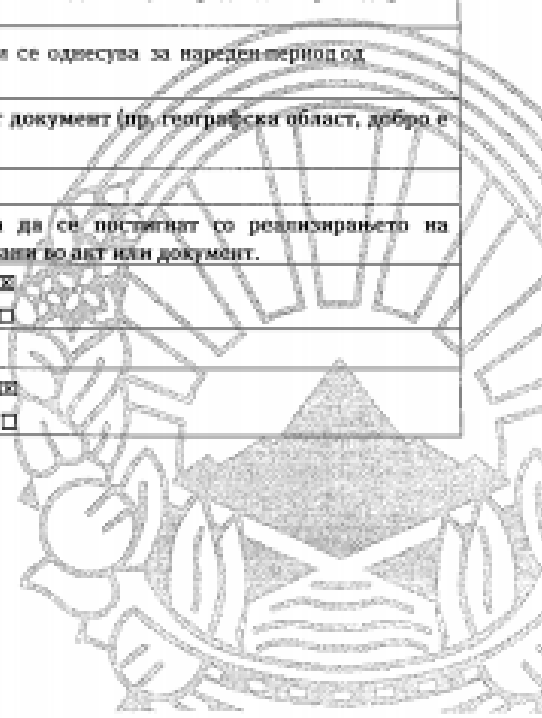 и се однесува за нареден период од
документ (пр. географска област, добро е
да се постигнат со реализирањето на
во акт или документ.
☒
☐
☒
☐